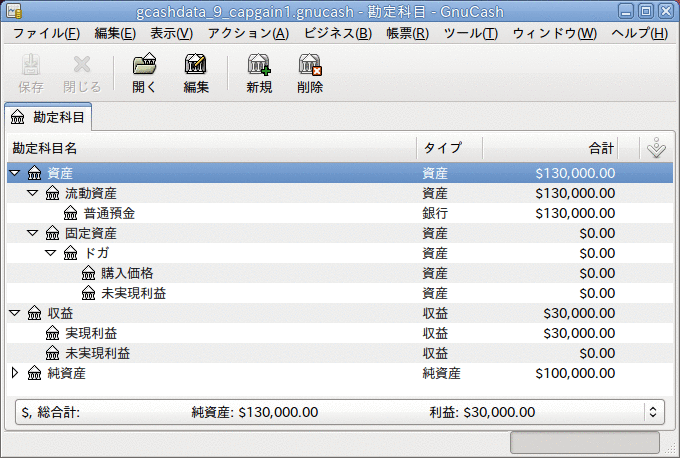 gcashdata_9_capgain1.gnucash - 勘定科目 - GnuCash
ファイル(F) 編集(E) 表示(V) アクション(A) ビジネス(B) 帳票(R) ツール(T) ウィンドウ(W) ヘルプ(H)
保存 閉じる 開く 編集 新規 削除
勘定科目
勘定科目名 タイプ 合計
資産 資産 $130,000.00
流動資産 資産 $130,000.00
普通預金 銀行 $130,000.00
固定資産 資産 $0.00
ドガ 資産 $0.00
購入価格 資産 $0.00
未実現利益 資産 $0.00
収益 収益 $30,000.00
実現利益 収益 $30,000.00
未実現利益 収益 $0.00
純資産 純資産 $100,000.00
$, 総合計: 純資産: $130,000.00 利益: $30,000.00